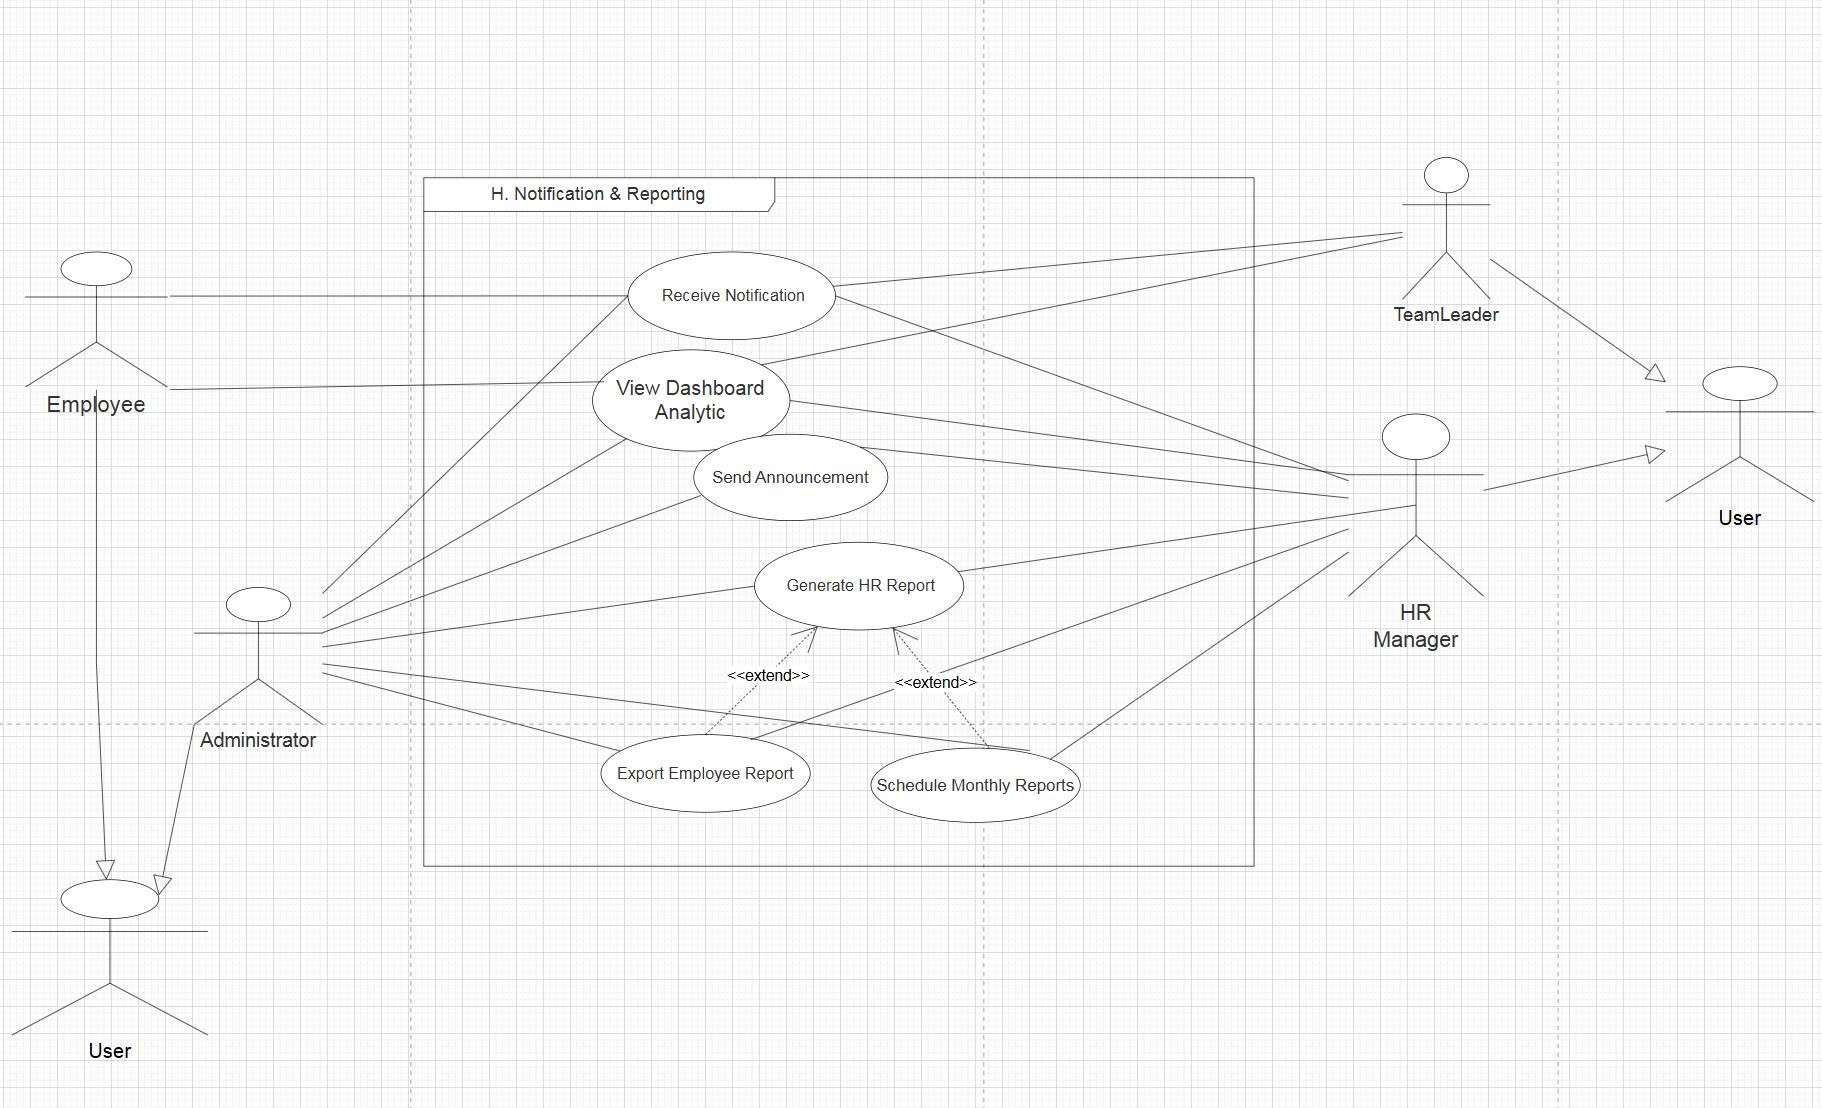 H. Notification & Reporting
Receive Notification
TeamLeader
View Dashboard
Analytic
Employee
Send Announcement
User
Generate HR Report
HR
Manager
<<extend>>
<<extend>>
Administrator
Export Employee Report
Schedule Monthly Reports
User